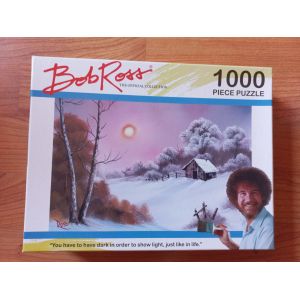 Bob Ross®
THE OFFICIAL COLLECTION
1000
PIECE PUZZLE
"You have to have dark in order to show light, just like in life."